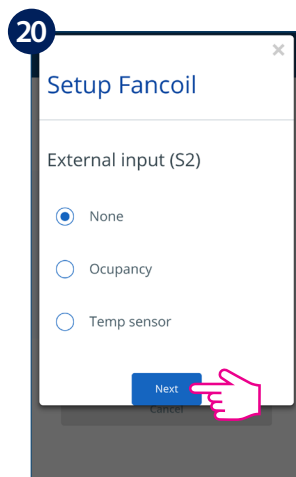 20
×
Setup Fancoil
External input (S2)
None
Ocupancy
Temp sensor
Next
Cancel